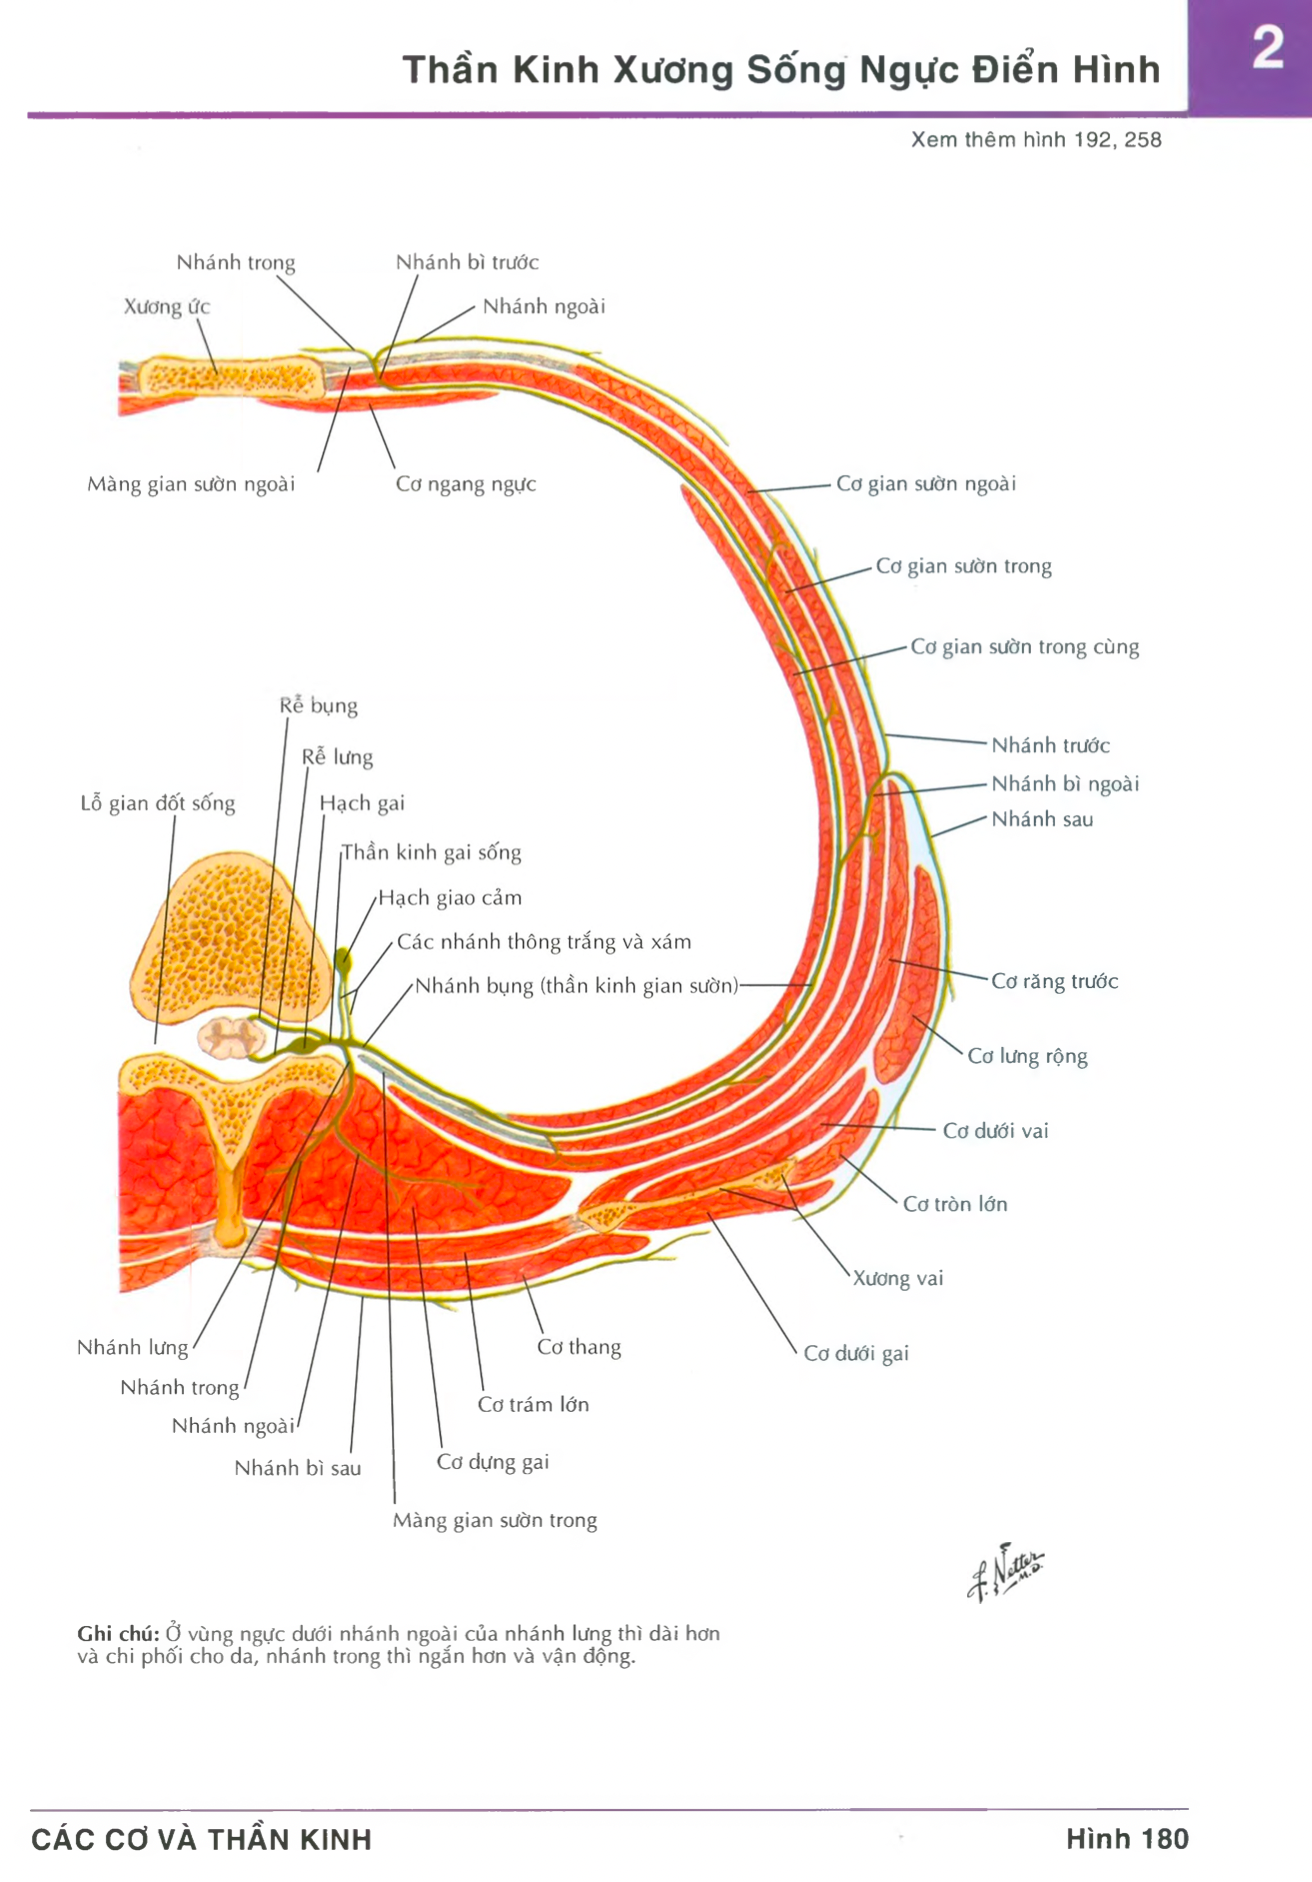 Thần Kinh Xương Sống Ngực Điển Hình
2
Xem thêm hình 192, 258
Nhánh trong
Nhánh bì trước
Xương ức
Nhánh ngoài
Màng gian sườn ngoài
Cơ ngang ngực
Cơ gian sườn ngoài
Cơ gian sườn trong
Cơ gian sườn trong cùng
Rễ bụng
Rễ lưng
Nhánh trước
Nhánh bì ngoài
Lỗ gian đốt sống
Hạch gai
Nhánh sau
Thần kinh gai sống
Hạch giao cảm
Các nhánh thông trắng và xám
Nhánh bụng (thần kinh gian sườn)
Cơ răng trước
Cơ lưng rộng
Cơ dưới vai
Cơ tròn lớn
Xương vai
Nhánh lưng
Cơ thang
Cơ dưới gai
Nhánh trong
Cơ trám lớn
Nhánh ngoài
Nhánh bì sau
Cơ dựng gai
Màng gian sườn trong
F. Netter
M.D.
Ghi chú: Ở vùng ngực dưới nhánh ngoài của nhánh lưng thì dài hơn
và chi phối cho da, nhánh trong thì ngắn hơn và vận động.
CÁC CƠ VÀ THẦN KINH
Hình 180